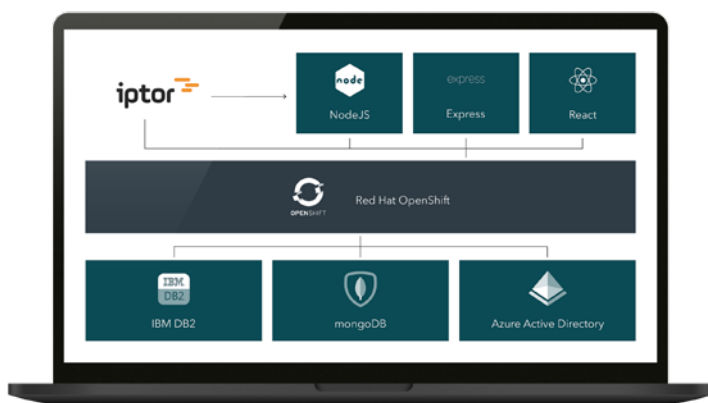 iptor
node
NodeJS
express
Express
React
OPENSHIFT
Red Hat OpenShift
IBM
DB2
IBM DB2
mongoDB
Azure Active Directory